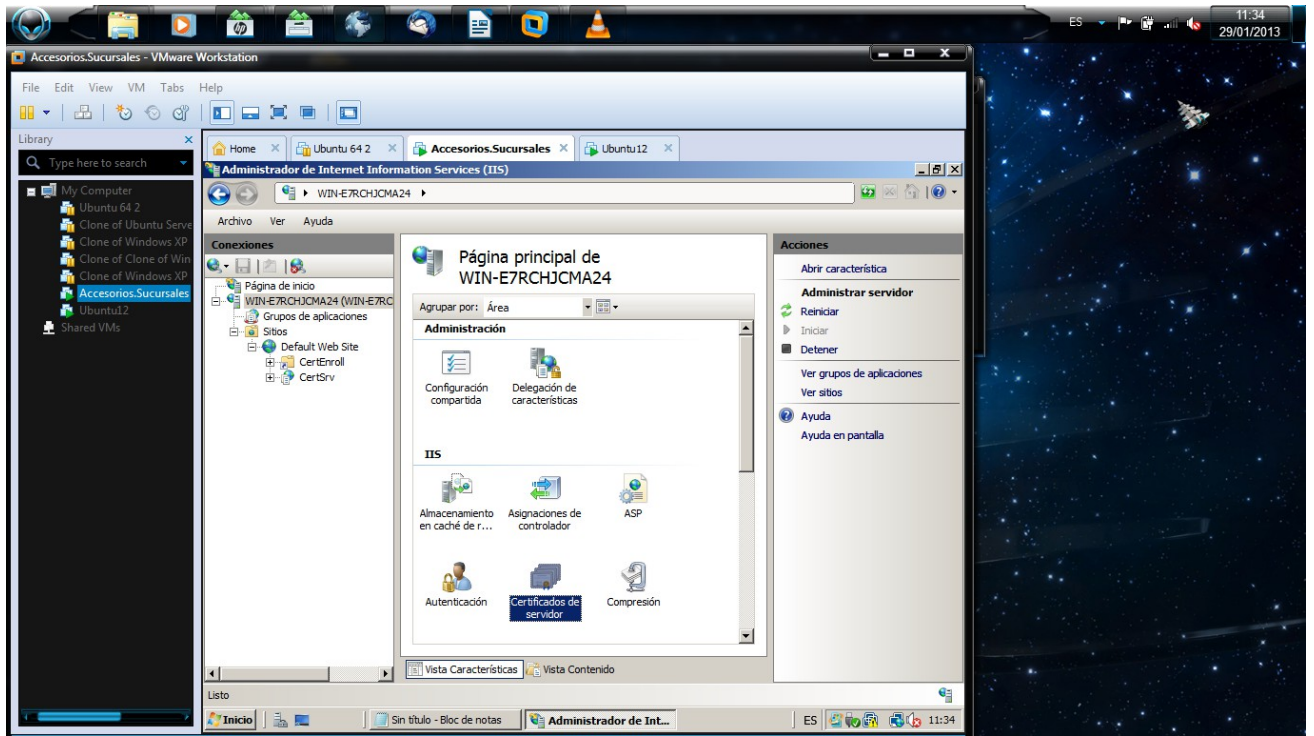 ES
11:34
29/01/2013
Accesorios.Sucursales - VMware Workstation
File Edit View VM Tabs Help
Library
Type here to search
My Computer
Ubuntu 64 2
Clone of Ubuntu Serve
Clone of Windows XP
Clone of Clone of Win
Clone of Windows XP
Accesorios.Sucursales
Ubuntu12
Shared VMs
Home
Ubuntu 64 2
Accesorios.Sucursales
Ubuntu12
Administrador de Internet Information Services (IIS)
WIN-E7RCHJCMA24
Archivo Ver Ayuda
Conexiones
Página de inicio
WIN-E7RCHJCMA24 (WIN-E7RC
Grupos de aplicaciones
Sitios
Default Web Site
CertEnroll
CertSrv
Página principal de
WIN-E7RCHJCMA24
Agrupar por: Área
Administración
Configuración
compartida
Delegación de
características
IIS
Almacenamiento
en caché de r...
Asignaciones de
controlador
ASP
Autenticación
Certificados de
servidor
Compresión
Vista Características
Vista Contenido
Acciones
Abrir característica
Administrar servidor
Reiniciar
Iniciar
Detener
Ver grupos de aplicaciones
Ver sitios
Ayuda
Ayuda en pantalla
Listo
Inicio
Sin título - Bloc de notas
Administrador de Int...
ES
11:34